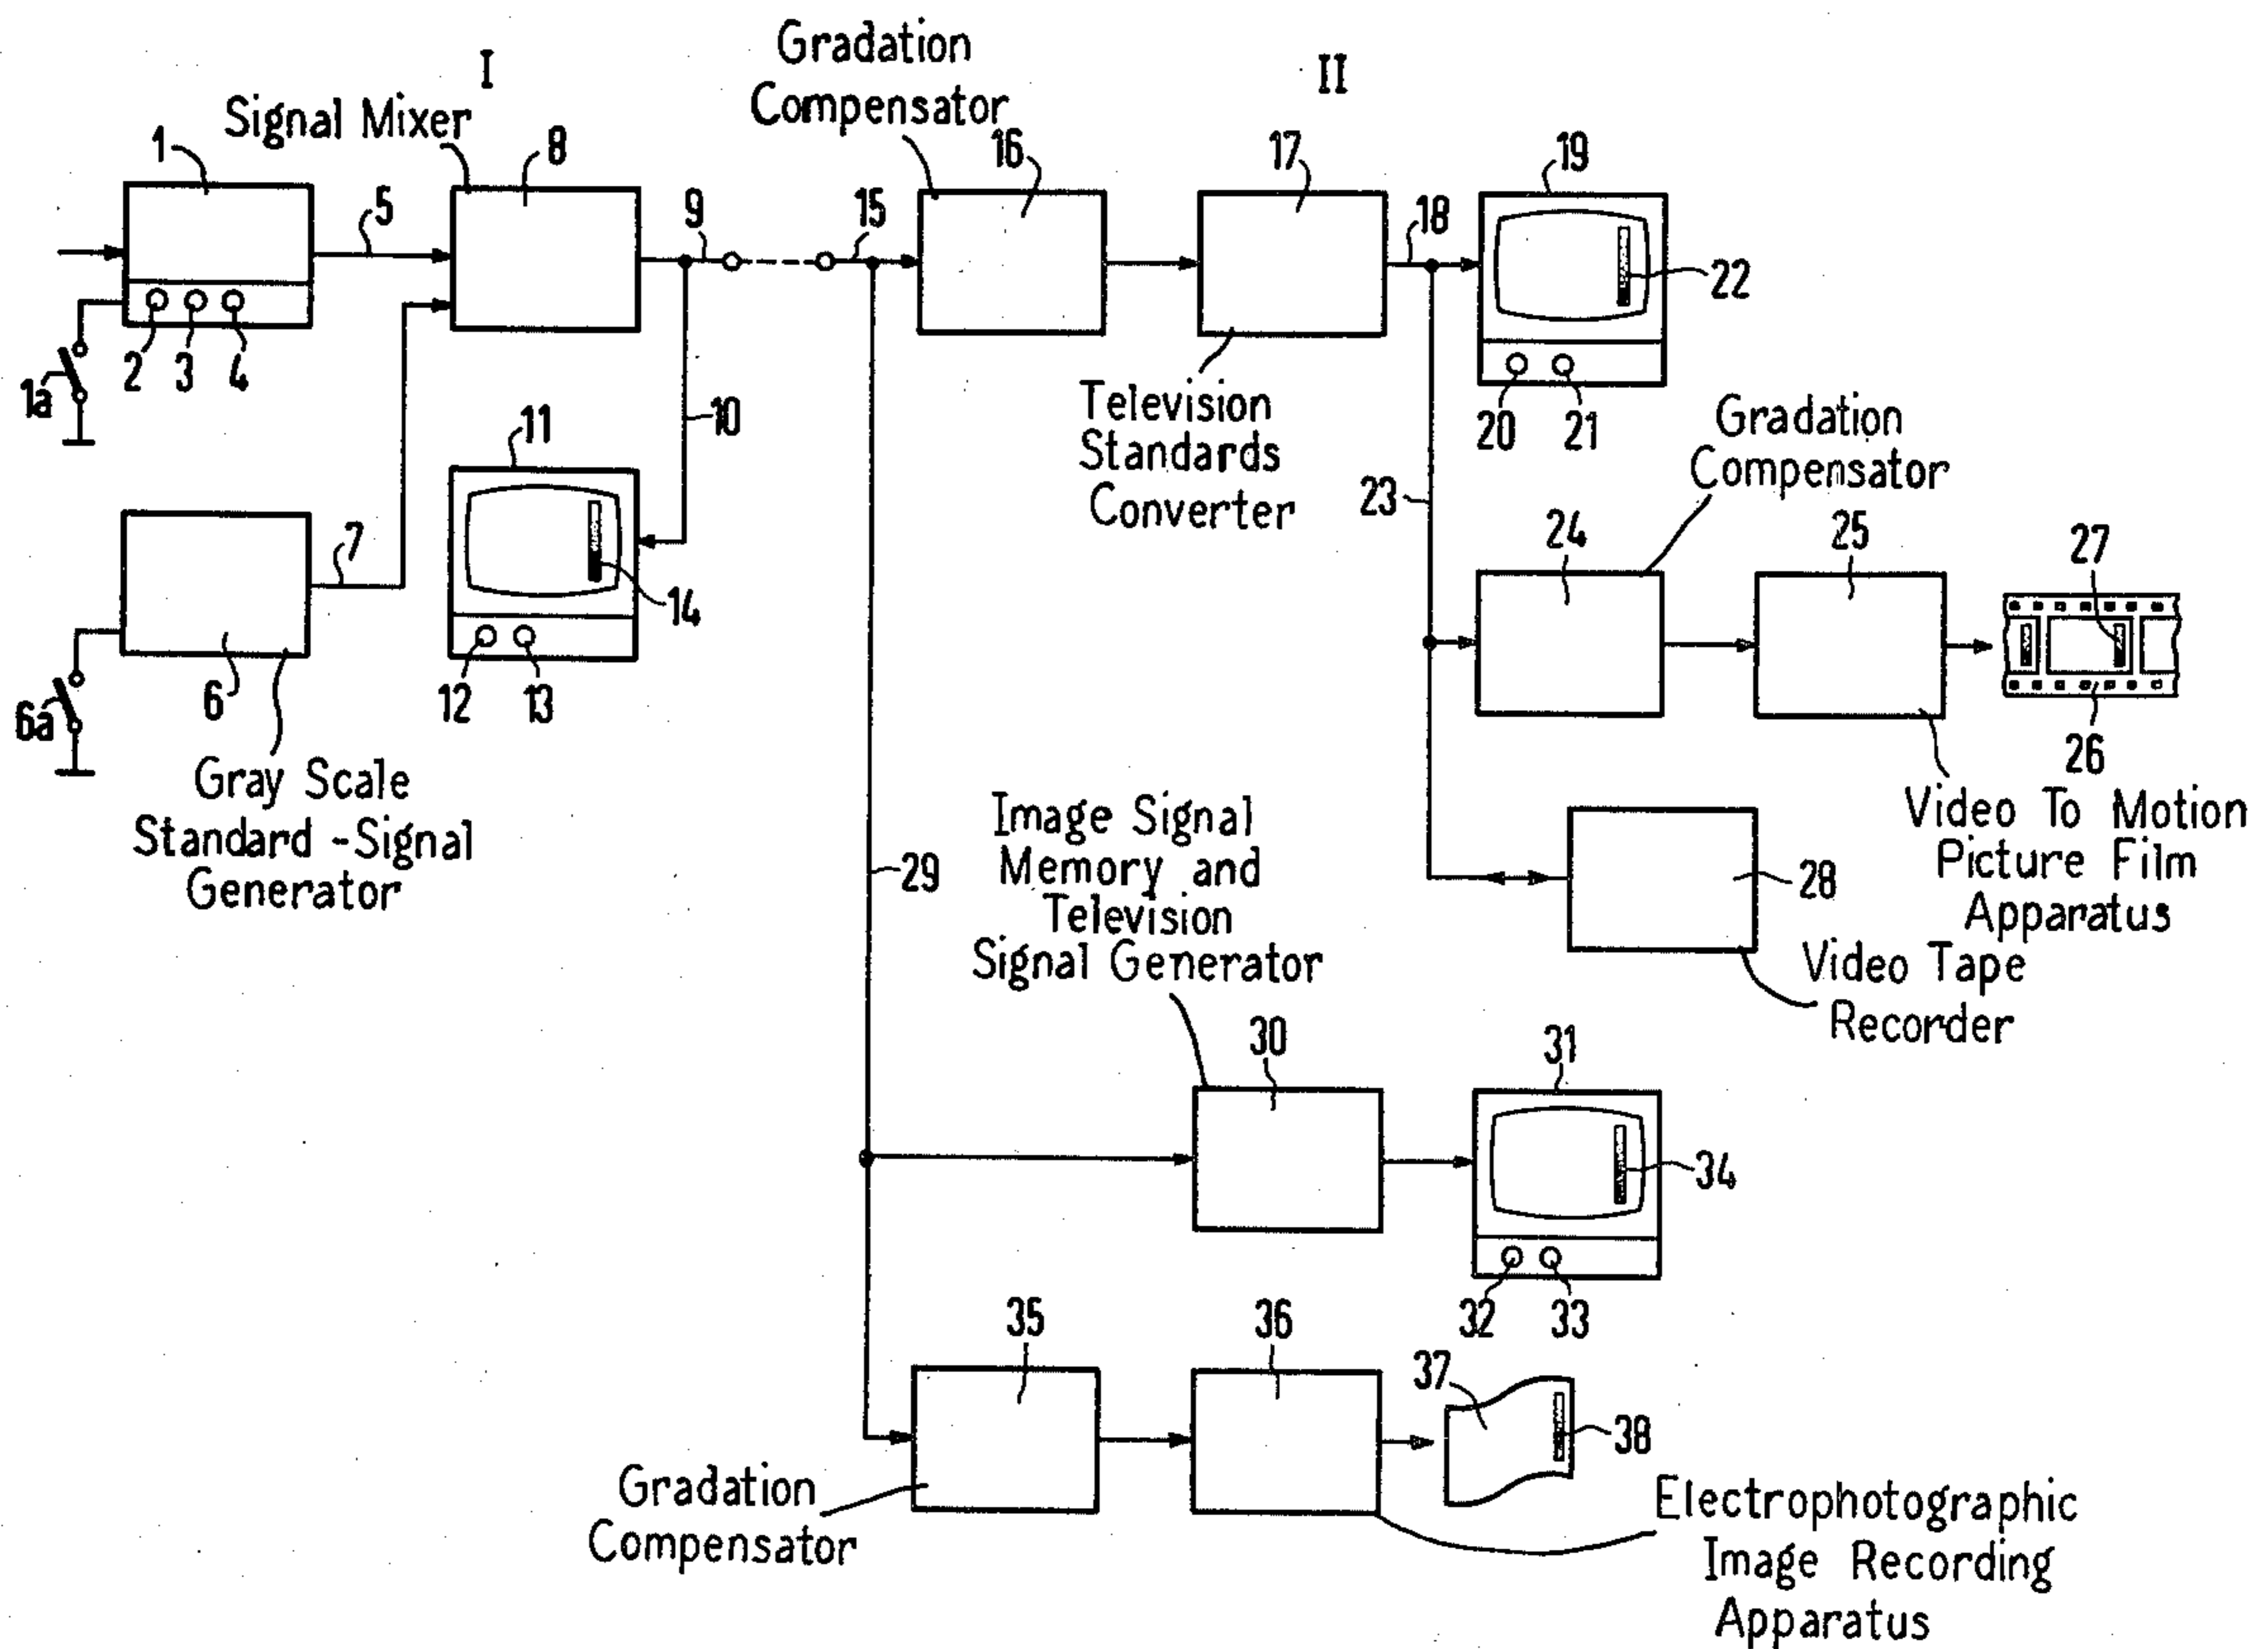 I
II
Gradation
Compensator
Signal Mixer
1
8
16
17
19
5
9
15
18
22
1a
2
3
4
20
21
10
11
Television
Standards
Converter
Gradation
Compensator
23
7
14
24
25
27
6
6a
12
13
26
Gray Scale
Standard -Signal
Generator
Video To Motion
Picture Film
Apparatus
29
Image Signal
Memory and
Television
Signal Generator
28
Video Tape
Recorder
30
31
34
32
33
35
36
37
38
Gradation
Compensator
Electrophotographic
Image Recording
Apparatus